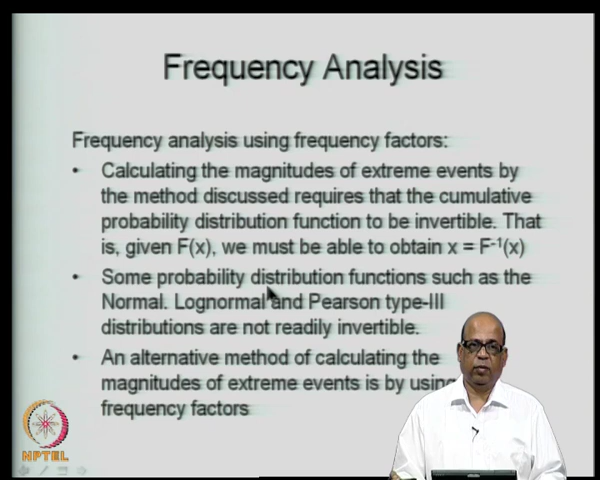 Frequency Analysis
Frequency analysis using frequency factors:
• Calculating the magnitudes of extreme events by
the method discussed requires that the cumulative
probability distribution function to be invertible. That
is, given F(x), we must be able to obtain x = F⁻¹(x)
• Some probability distribution functions such as the
Normal. Lognormal and Pearson type-III
distributions are not readily invertible.
• An alternative method of calculating the
magnitudes of extreme events is by using
frequency factors
NPTEL